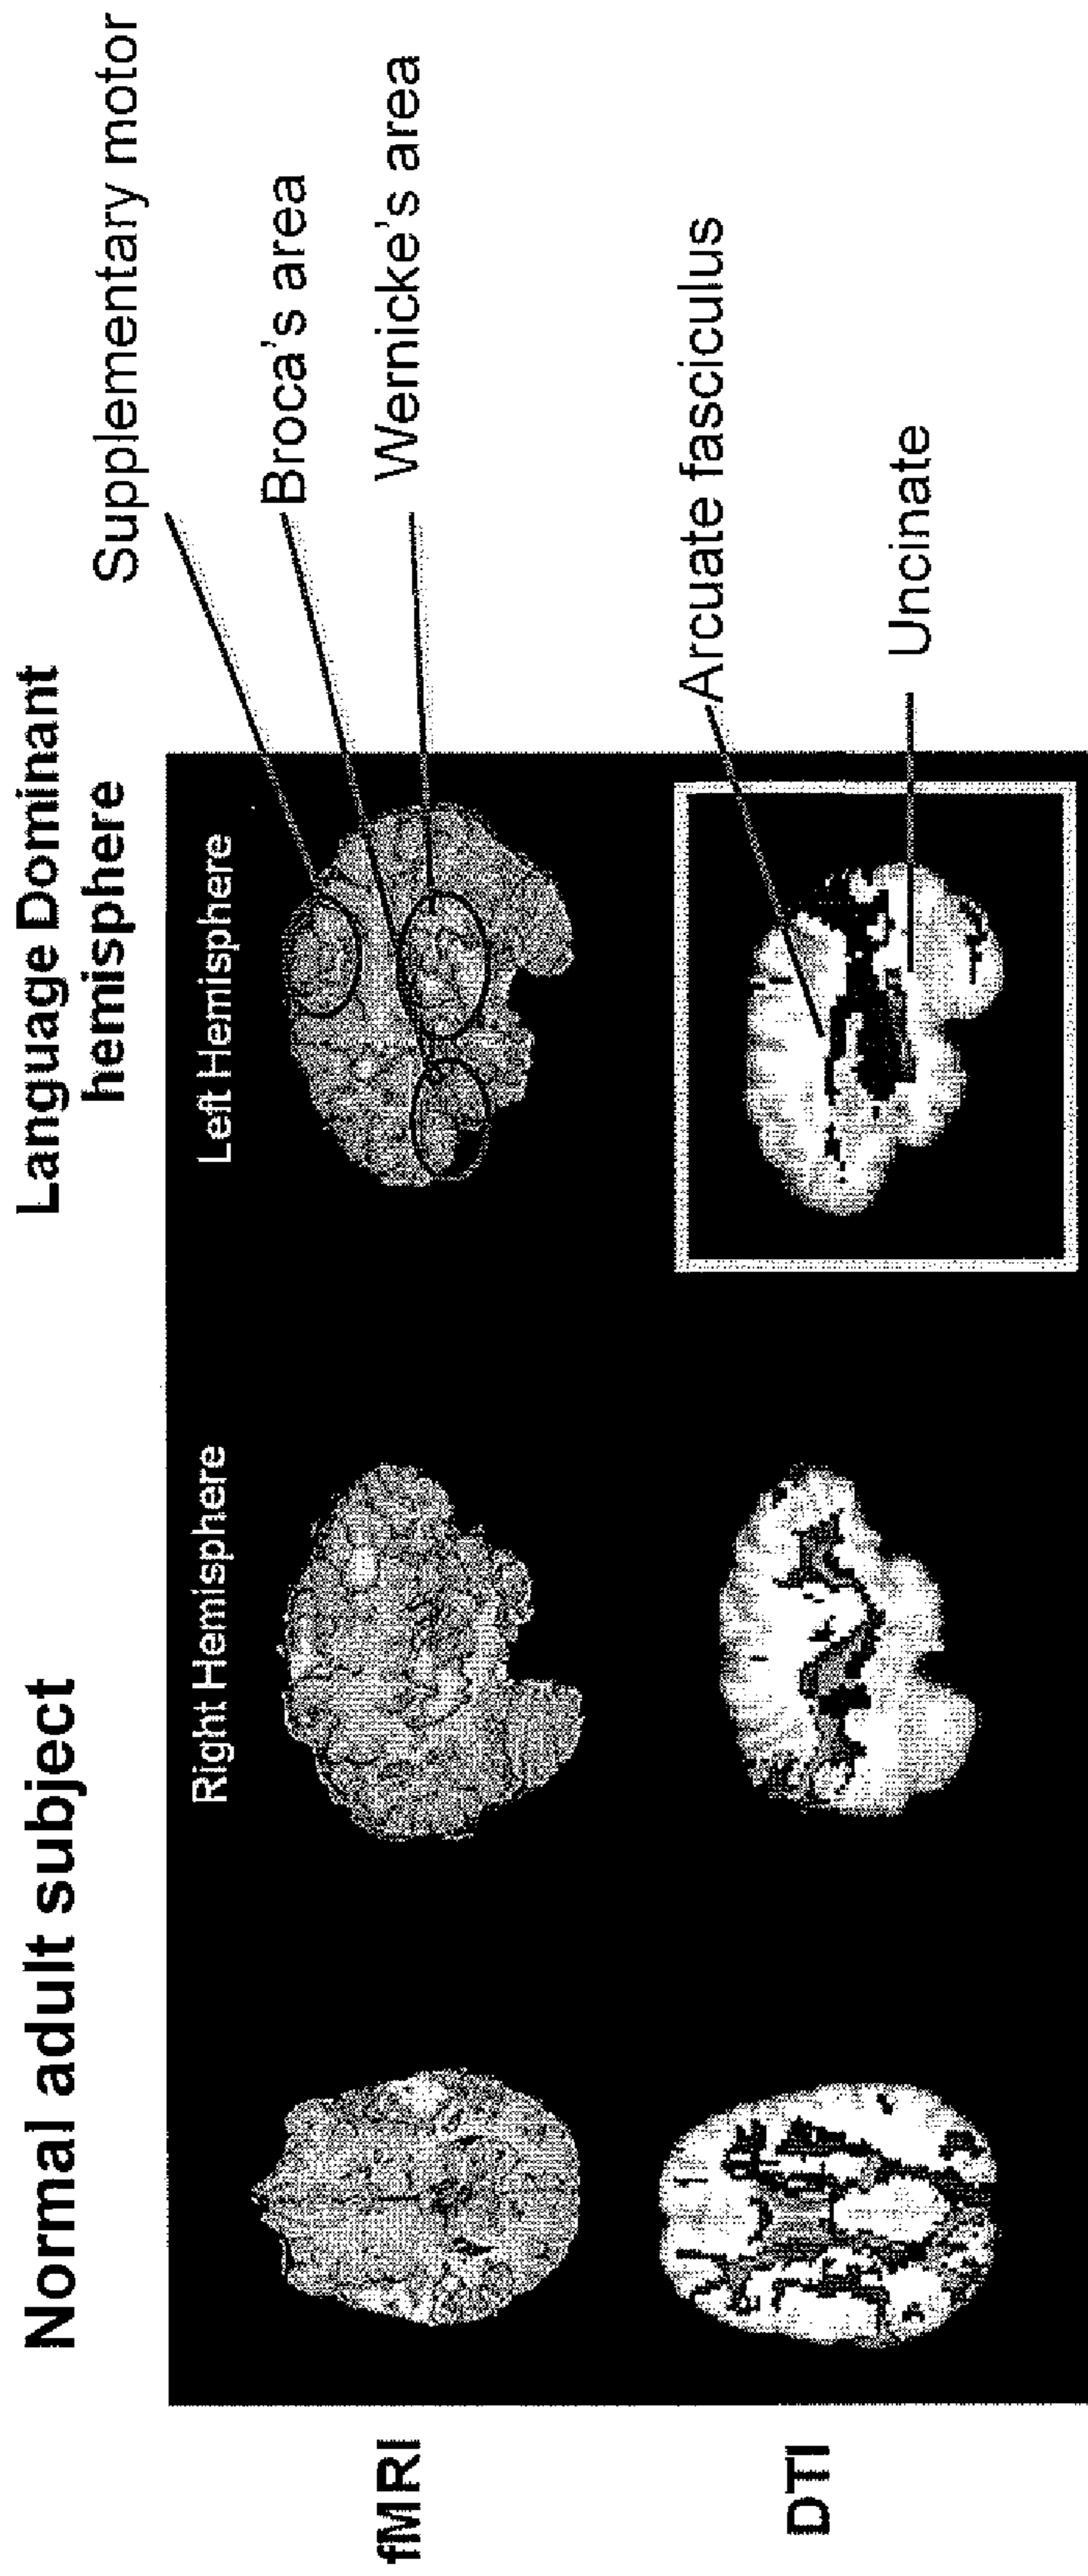 Normal adult subject
Language Dominant
hemisphere
Right Hemisphere
Left Hemisphere
Supplementary motor
Broca's area
Wernicke's area
fMRI
Arcuate fasciculus
Uncinate
DTI